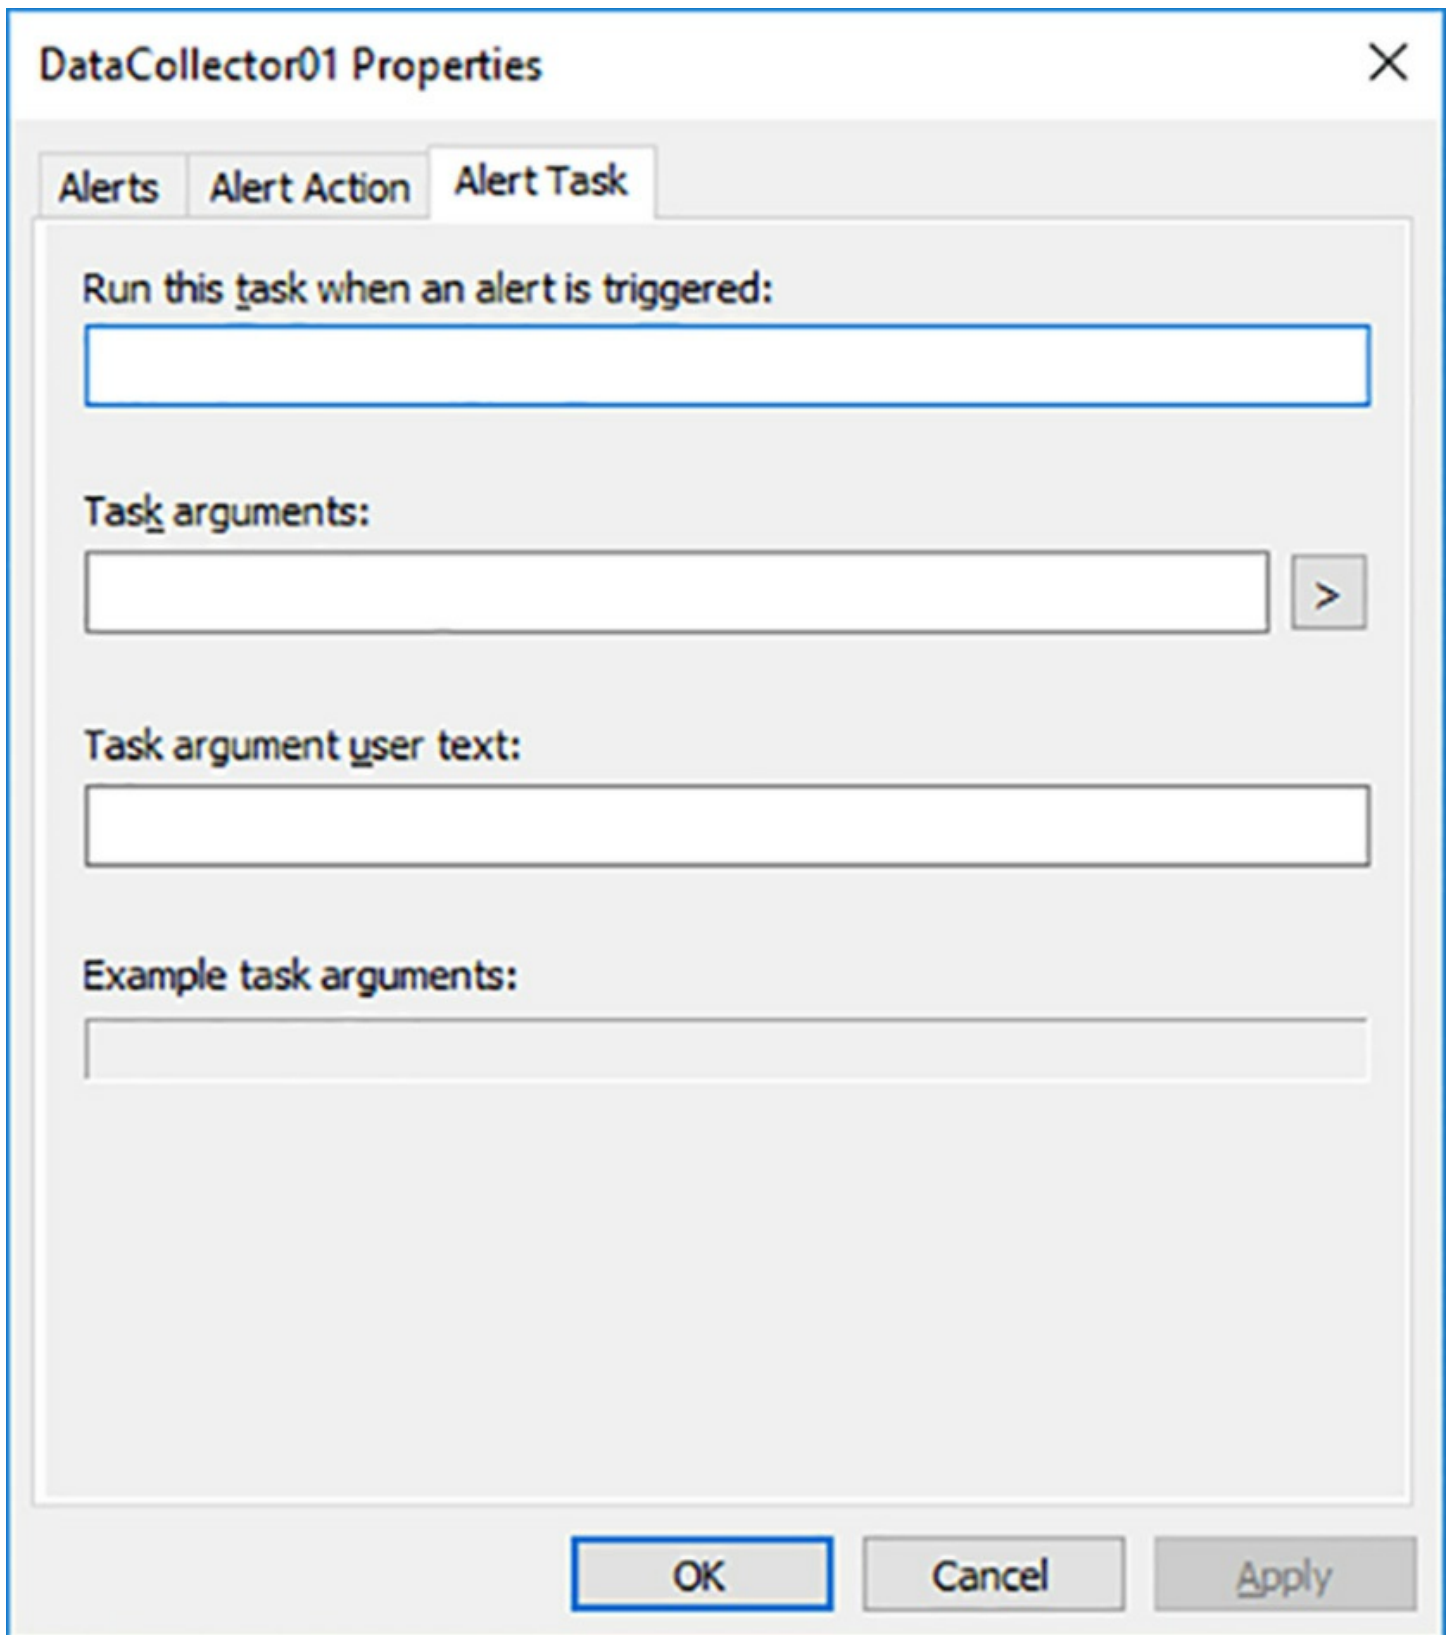 DataCollector01 Properties
Alerts Alert Action Alert Task
Run this task when an alert is triggered:
Task arguments:
>
Task argument user text:
Example task arguments:
OK Cancel Apply